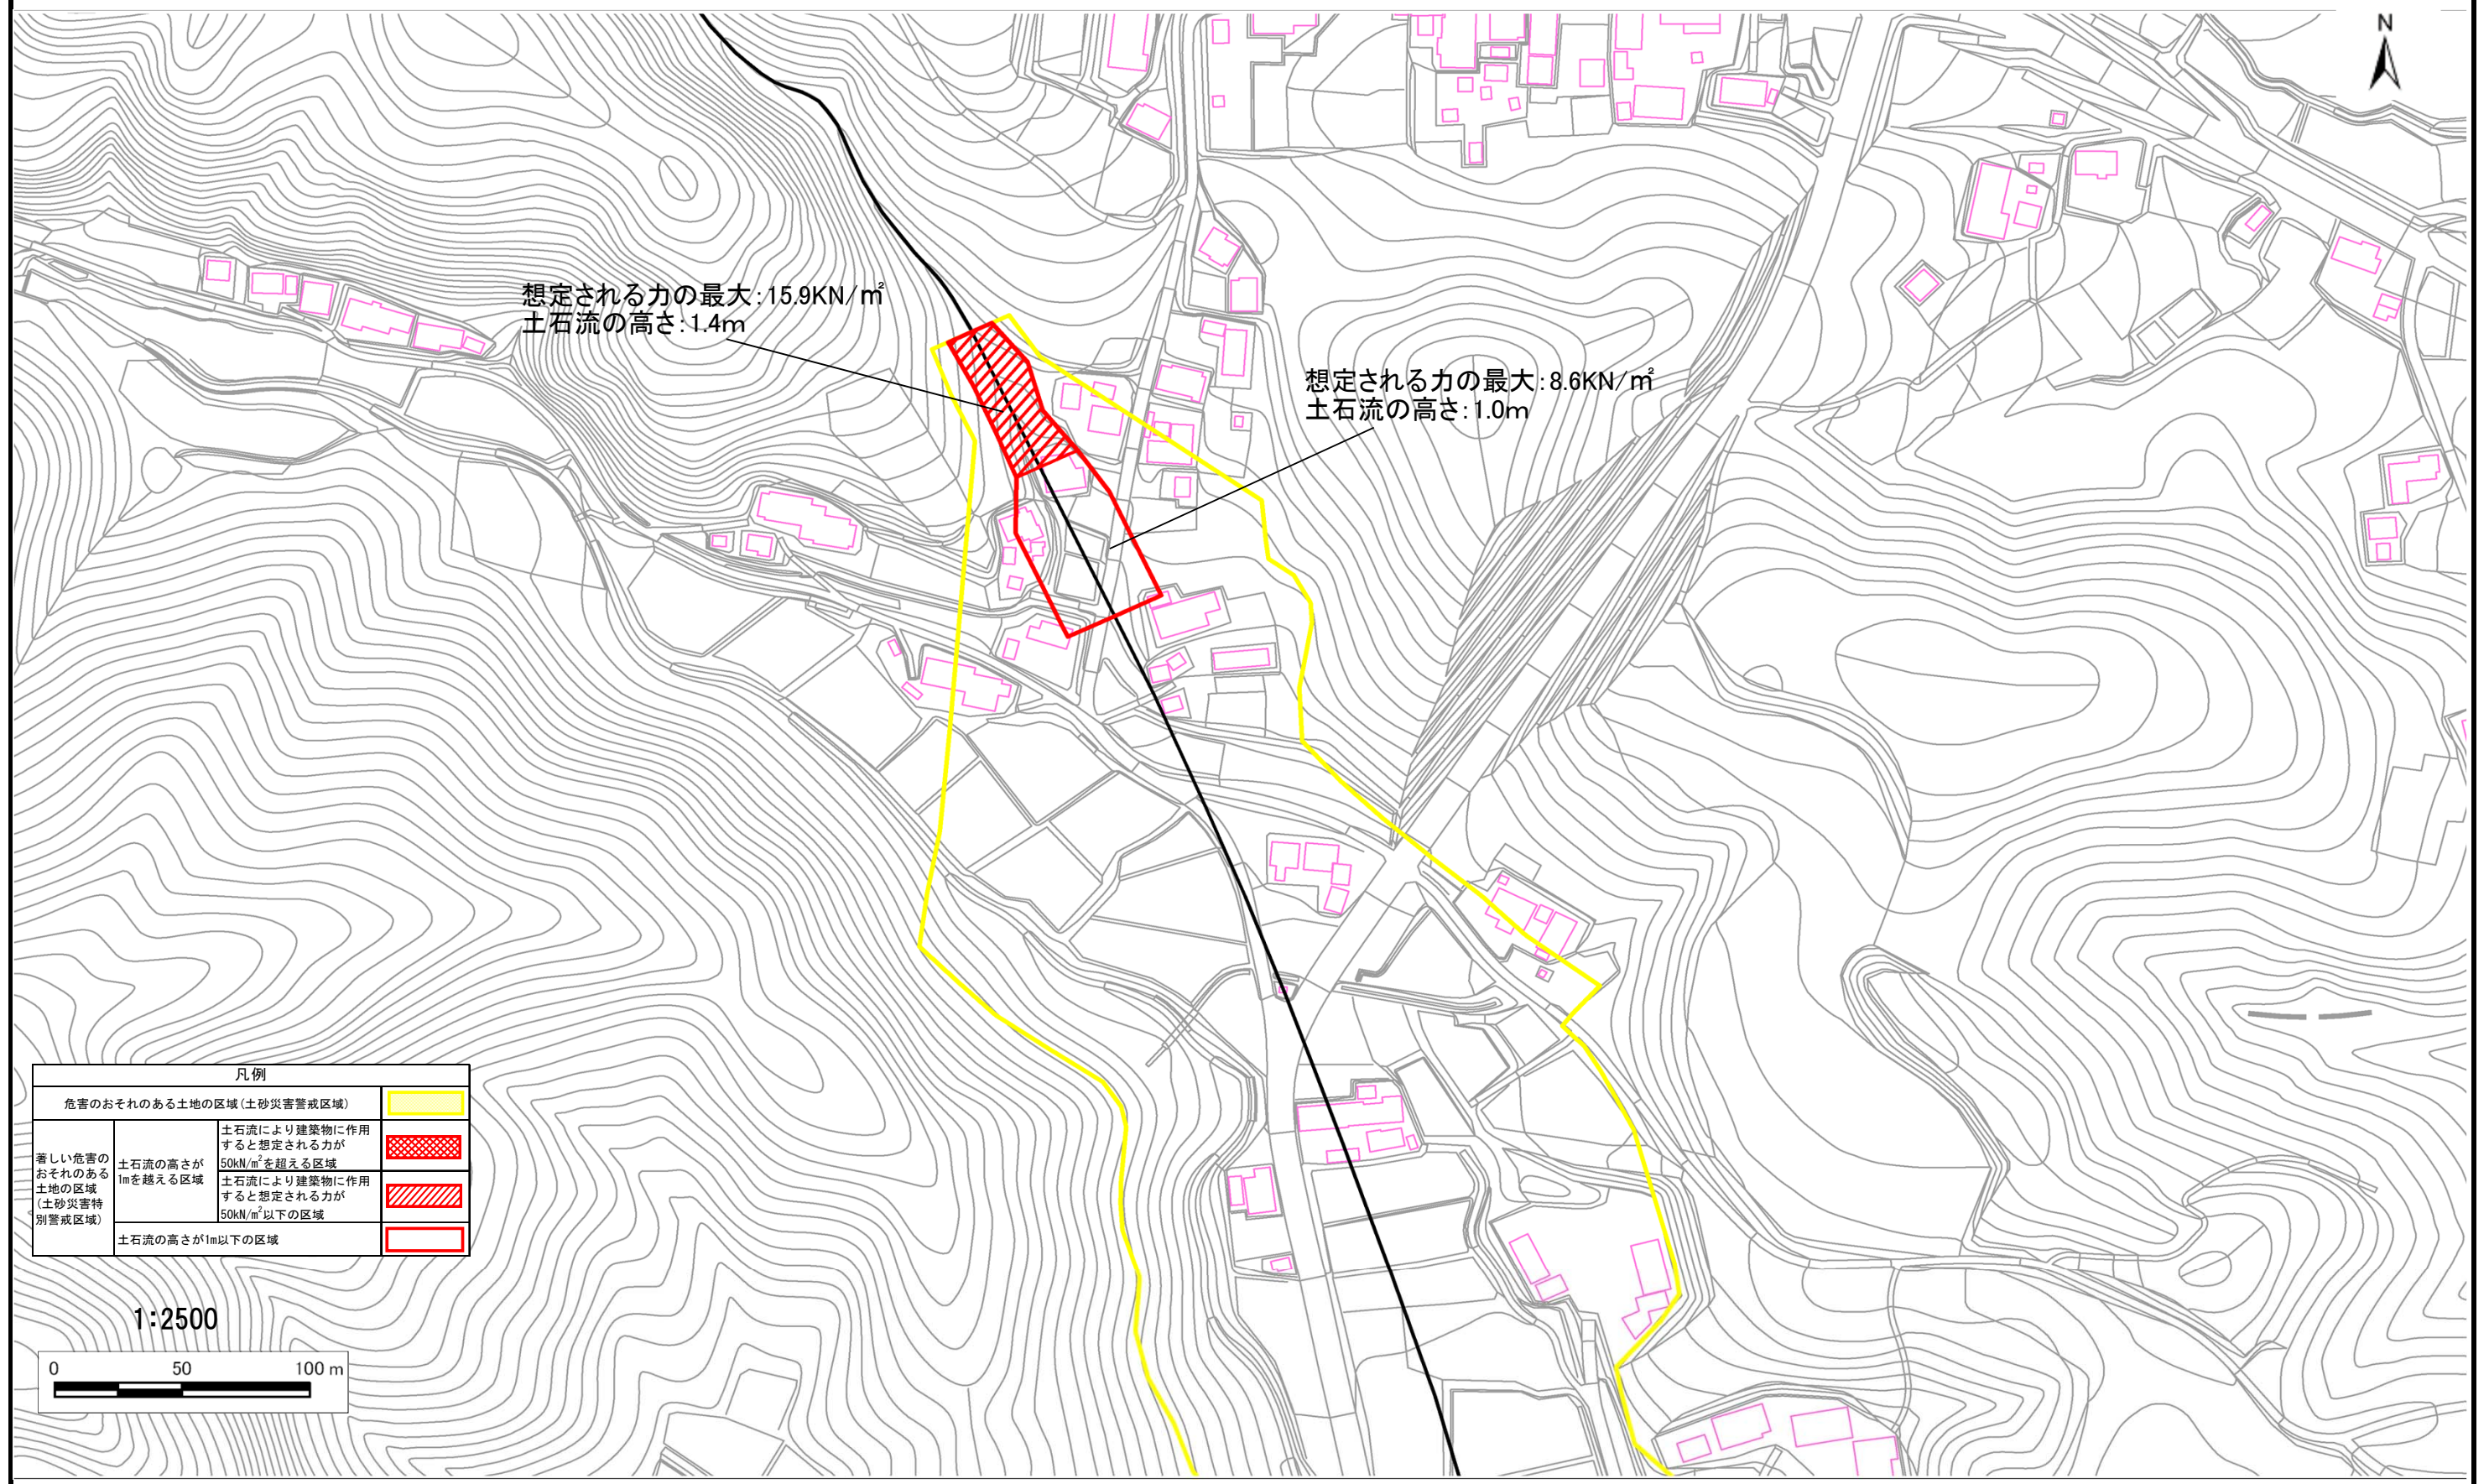 N
想定される力の最大:15.9KN/㎡
土石流の高さ:1.4m
想定される力の最大:8.6KN/㎡
土石流の高さ:1.0m
凡例
危害のおそれのある土地の区域(土砂災害警戒区域)
著しい危害の
おそれのある
土地の区域
(土砂災害特
別警戒区域)
土石流の高さが
1mを越える区域
土石流により建築物に作用
すると想定される力が
50kN/m²を超える区域
土石流により建築物に作用
すると想定される力が
50kN/m²以下の区域
土石流の高さが1m以下の区域
1:2500
0 50 100 m